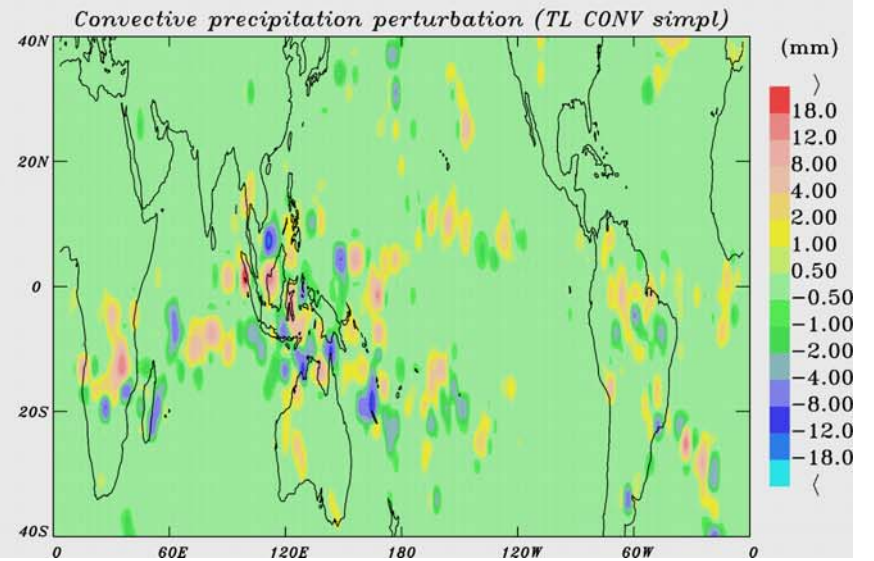 Convective precipitation perturbation (TL CONV simpl)
(mm)
>
18.0
12.0
8.00
4.00
2.00
1.00
0.50
−0.50
−1.00
−2.00
−4.00
−8.00
−12.0
−18.0
<
40N
20N
0
20S
40S
0 60E 120E 180 120W 60W 0